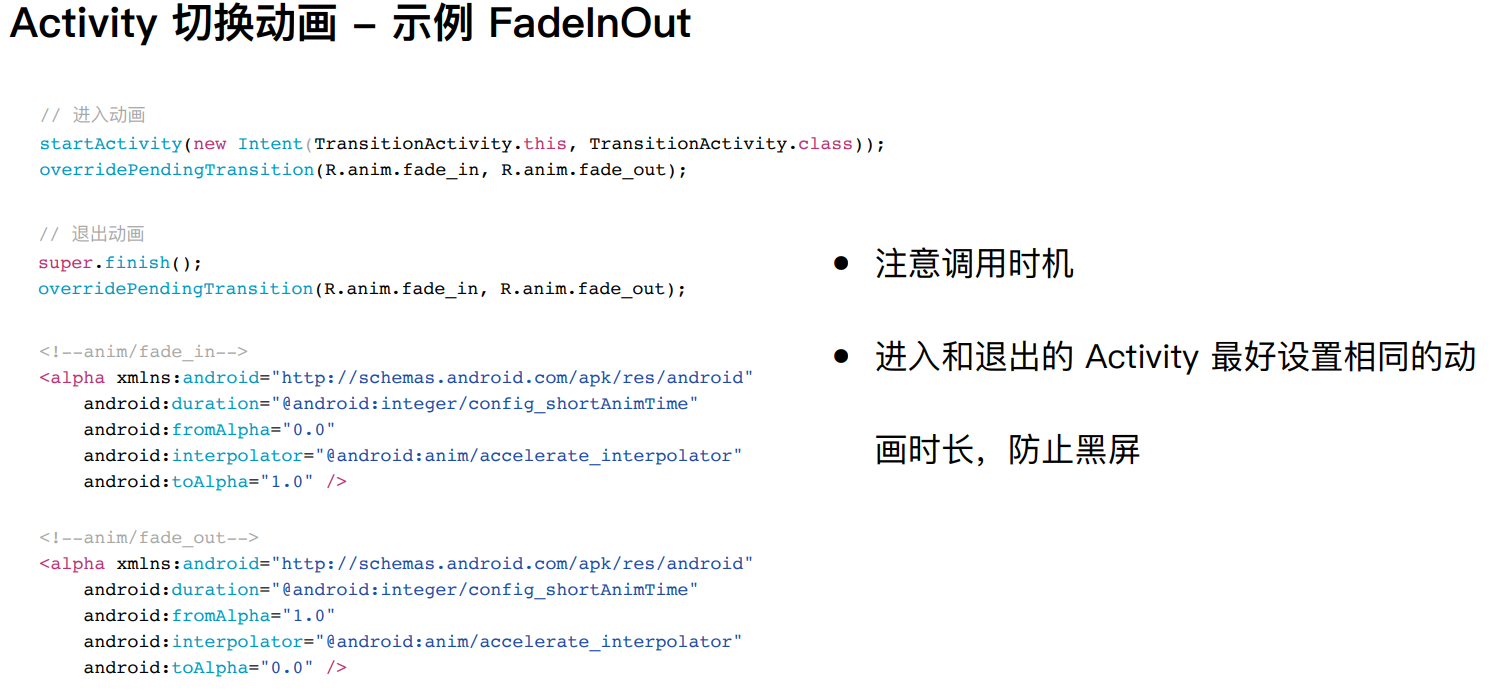 Activity 切换动画 – 示例 FadeInOut
// 进入动画
startActivity(new Intent(TransitionActivity.this, TransitionActivity.class));
overridePendingTransition(R.anim.fade_in, R.anim.fade_out);
// 退出动画
super.finish();
overridePendingTransition(R.anim.fade_in, R.anim.fade_out);
<!--anim/fade_in-->
<alpha xmlns:android="http://schemas.android.com/apk/res/android"
    android:duration="@android:integer/config_shortAnimTime"
    android:fromAlpha="0.0"
    android:interpolator="@android:anim/accelerate_interpolator"
    android:toAlpha="1.0" />
<!--anim/fade_out-->
<alpha xmlns:android="http://schemas.android.com/apk/res/android"
    android:duration="@android:integer/config_shortAnimTime"
    android:fromAlpha="1.0"
    android:interpolator="@android:anim/accelerate_interpolator"
    android:toAlpha="0.0" />
● 注意调用时机
● 进入和退出的 Activity 最好设置相同的动
画时长，防止黑屏